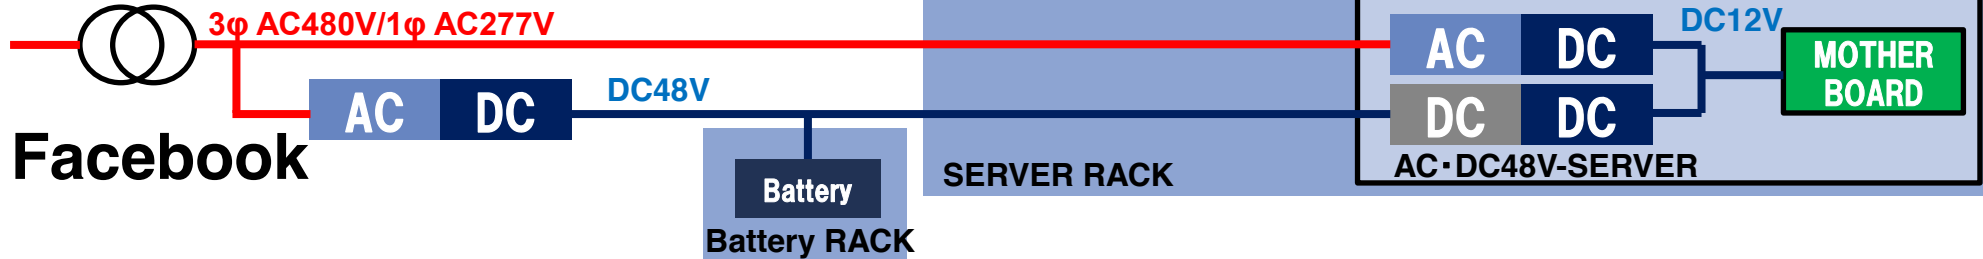 3φ AC480V/1φ AC277V
DC12V
AC DC
MOTHER
BOARD
DC48V
AC DC
DC DC
Facebook
AC・DC48V-SERVER
SERVER RACK
Battery
Battery RACK